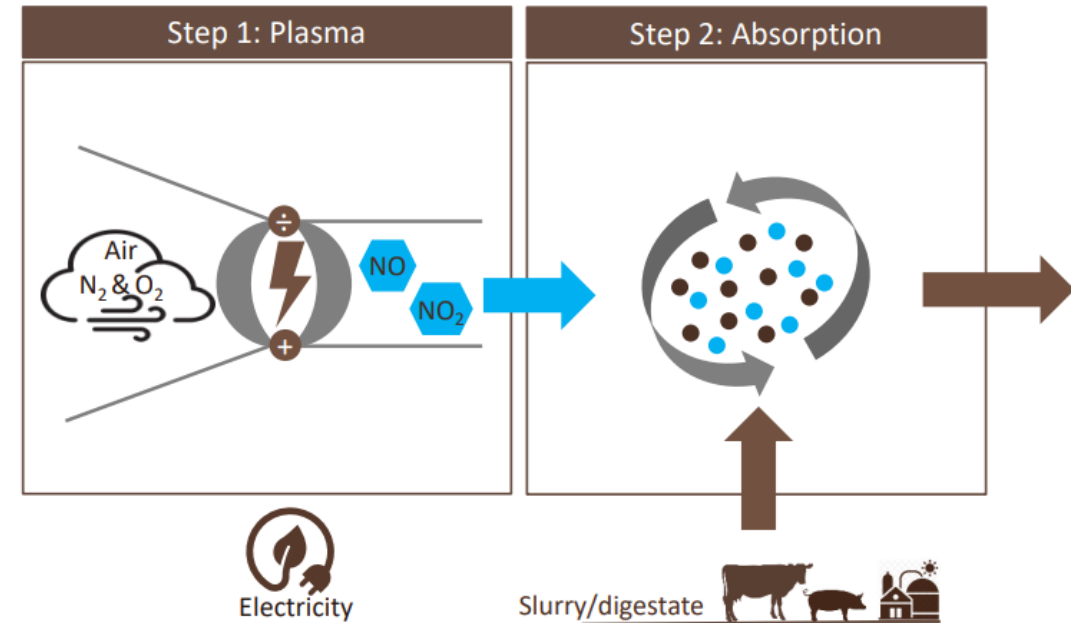 Step 1: Plasma
Step 2: Absorption
÷
Air
N₂ & O₂
NO
NO₂
+
Electricity
Slurry/digestate